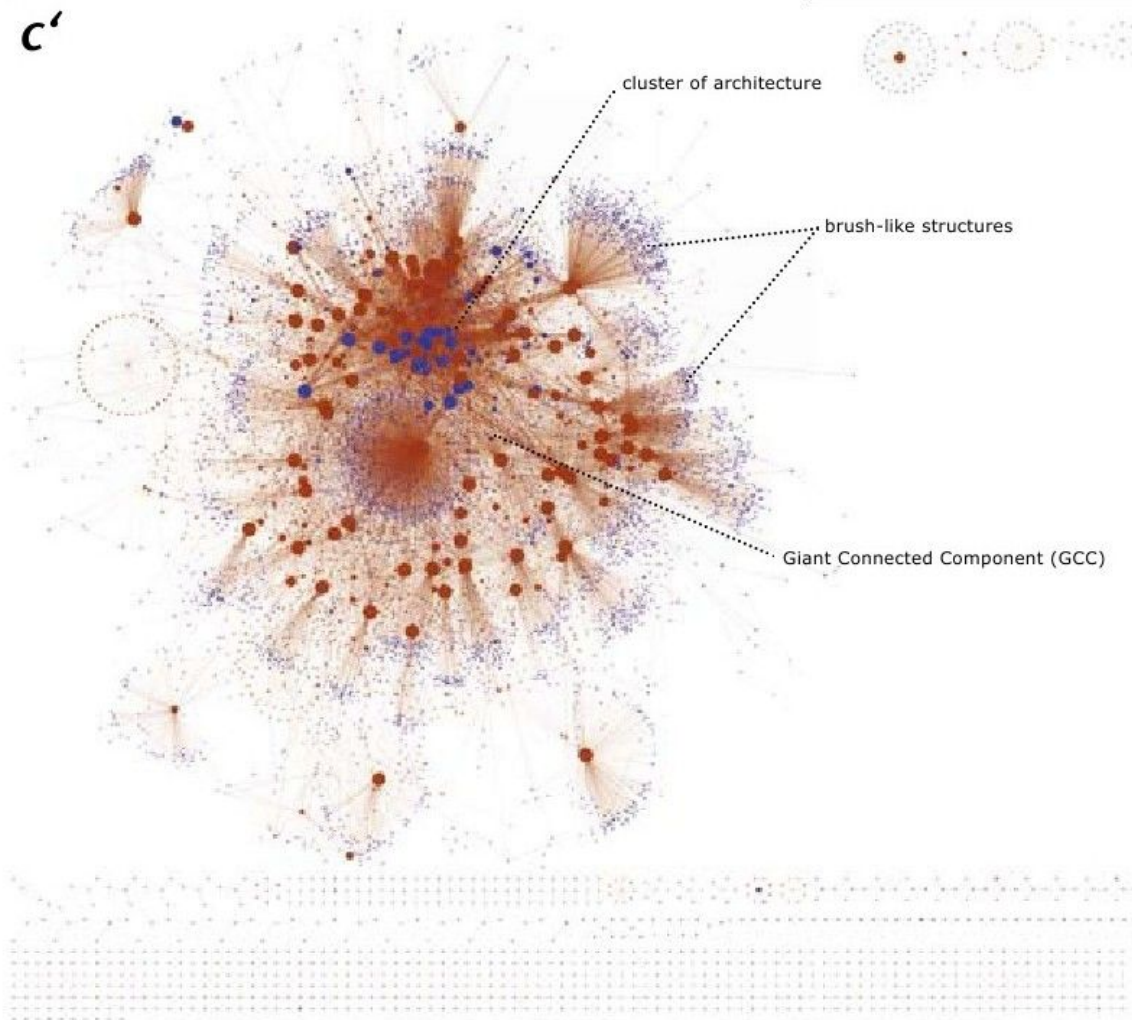 C‘
cluster of architecture
brush-like structures
Giant Connected Component (GCC)